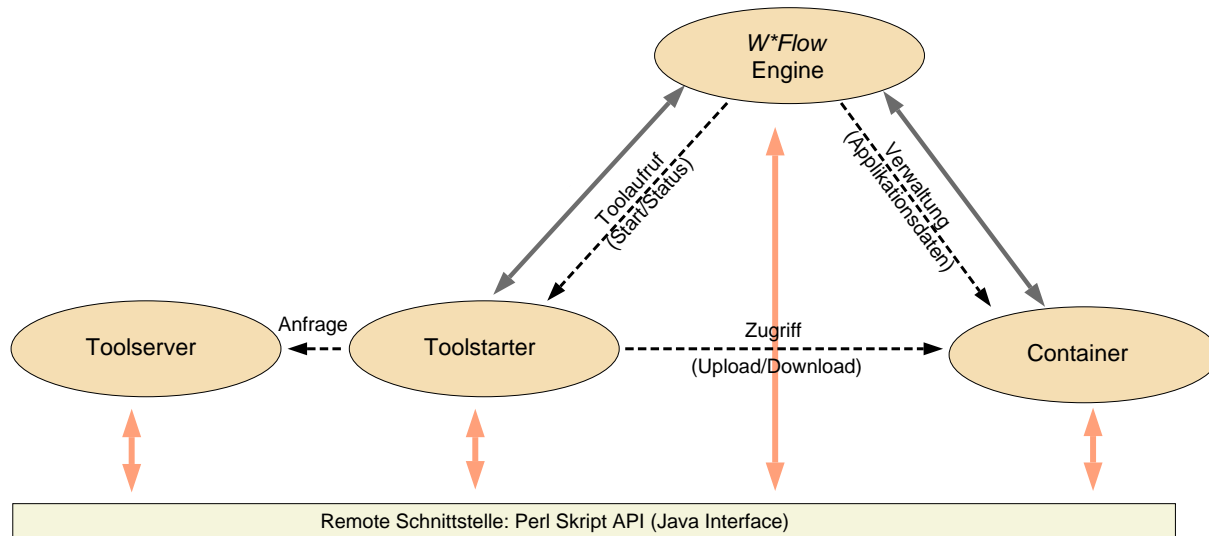 W*Flow
Engine
Toolaufruf
(Start/Status)
Verwaltung
(Applikationsdaten)
Toolserver
Anfrage
Toolstarter
Zugriff
(Upload/Download)
Container
Remote Schnittstelle: Perl Skript API (Java Interface)